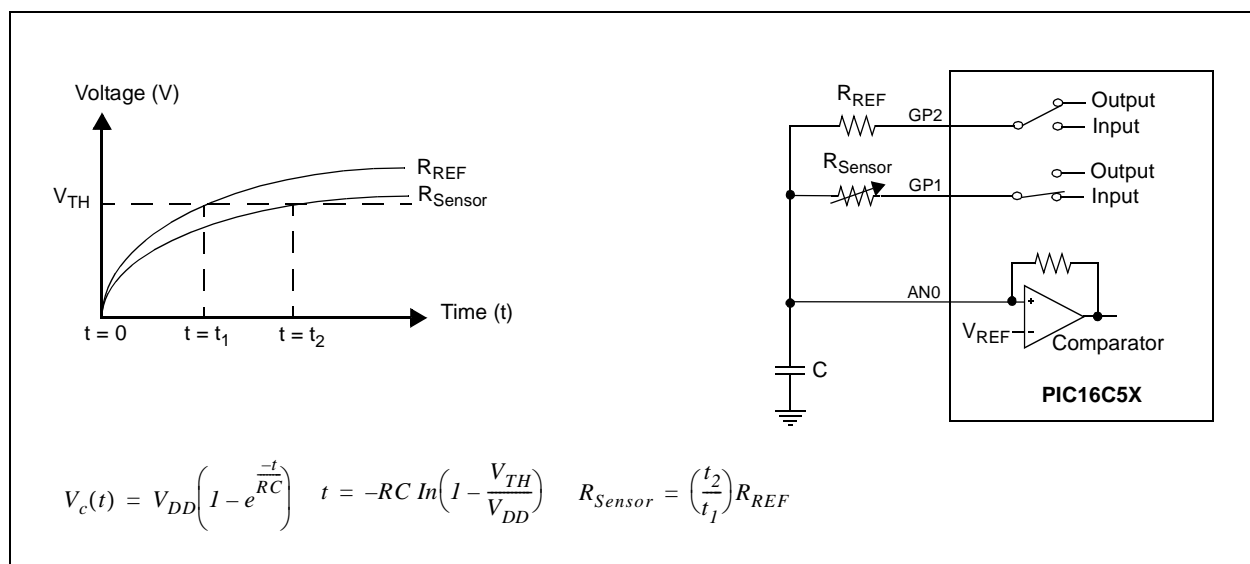 Voltage (V)
R_REF
R_Sensor
V_TH
Time (t)
t = 0
t = t_1
t = t_2
R_REF
GP2
Output
Input
R_Sensor
GP1
Output
Input
AN0
+
V_REF
-
Comparator
C
PIC16C5X
V_c(t) = V_DD(1 – e^(-t/RC)) t = –RC In(1 – V_TH/V_DD) R_Sensor = (t_2/t_1)R_REF